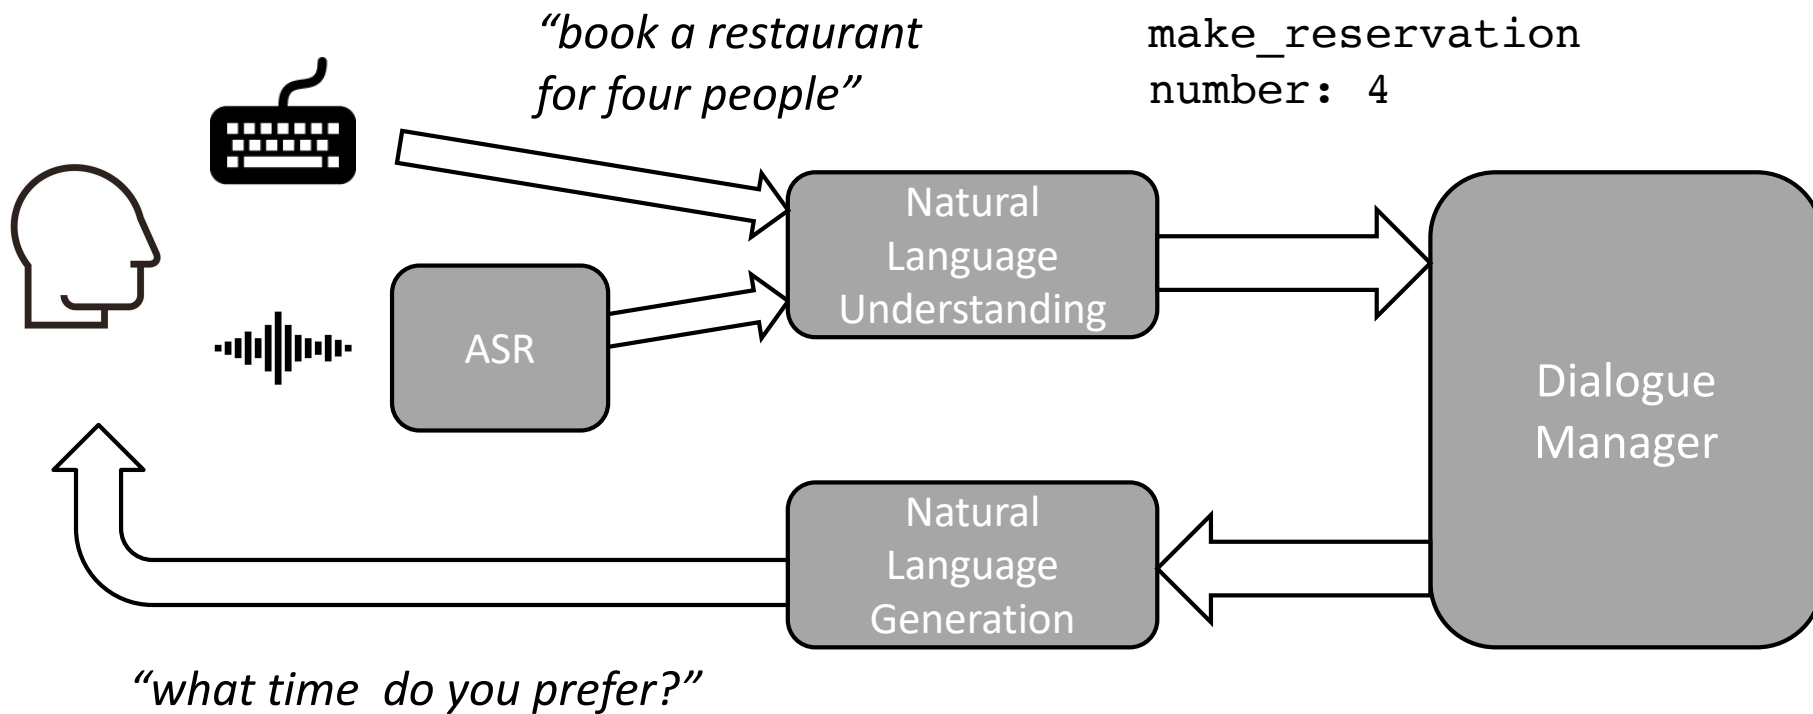 “book a restaurant
for four people”
make_reservation
number: 4
Natural
Language
Understanding
ASR
Dialogue
Manager
Natural
Language
Generation
“what time do you prefer?”